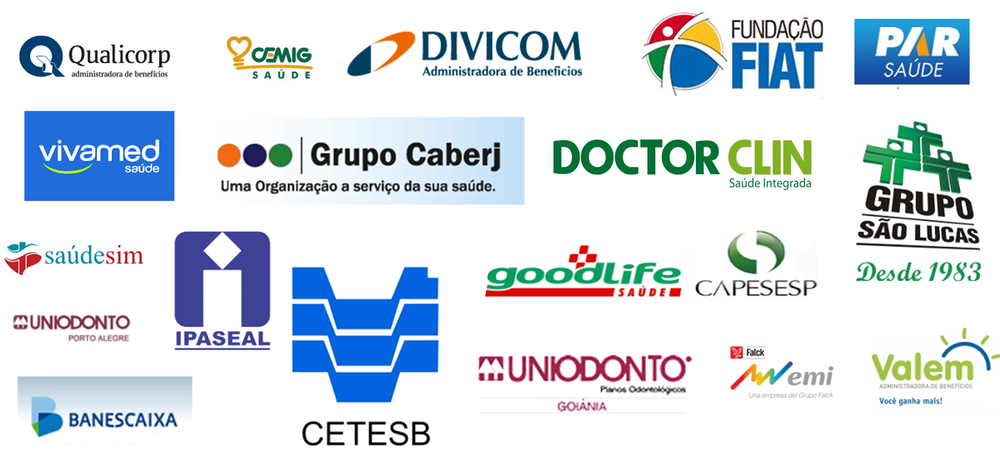 Qualicorp
administradora de benefícios
CEMIG
SAÚDE
DIVICOM
Administradora de Beneficios
FUNDAÇÃO
FIAT
PAR
SAÚDE
vivamed
saúde
Grupo Caberj
Uma Organização a serviço da sua saúde.
DOCTOR CLIN
Saúde Integrada
GRUPO
SÃO LUCAS
Desde 1983
saúdesim
IPASEAL
goodlife
SAÚDE
CAPESESP
UNIODONTO
PORTO ALEGRE
CETESB
UNIODONTO
Planos Odontológicos
GOIÁNIA
Falck
emi
Una empresa del Grupo Falck
Valem
ADMINISTRADORA DE BENEFÍCIOS
Você ganha mais!
BANESCAIXA